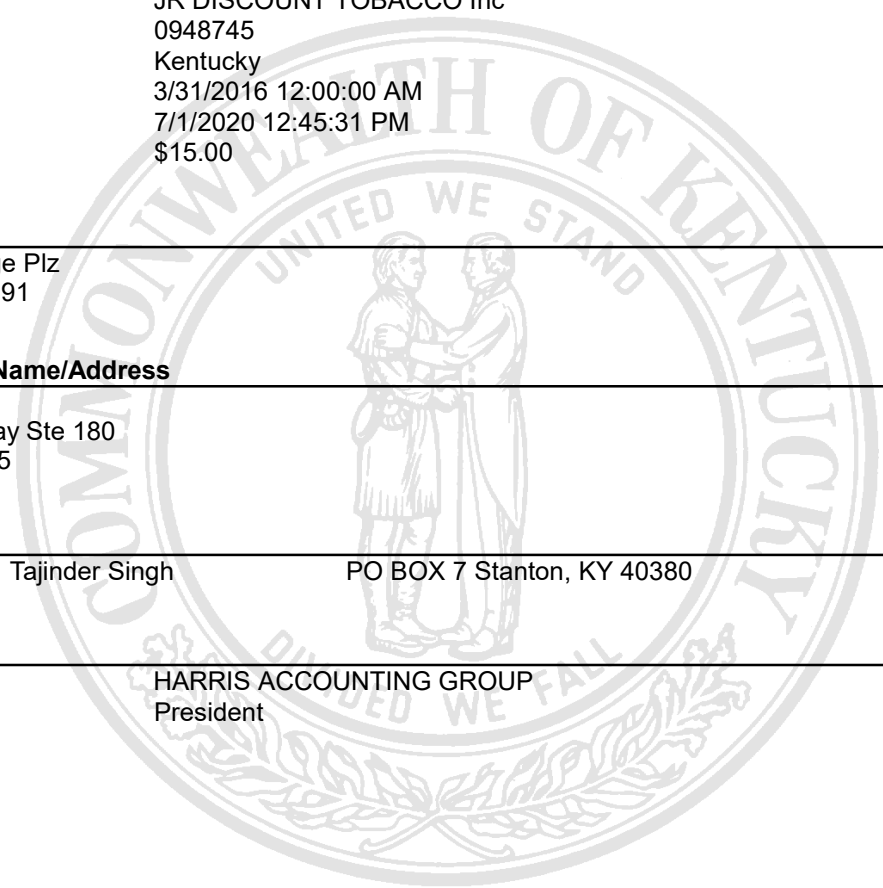 JR DISCOUNT TOBACCO Inc
0948745
Kentucky
3/31/2016 12:00:00 AM
7/1/2020 12:45:31 PM
$15.00
COMMONWEALTH OF KENTUCKY
UNITED WE STAND
e Plz
91
Name/Address
ay Ste 180
5
Tajinder Singh PO BOX 7 Stanton, KY 40380
DIVIDED WE FALL
HARRIS ACCOUNTING GROUP
President